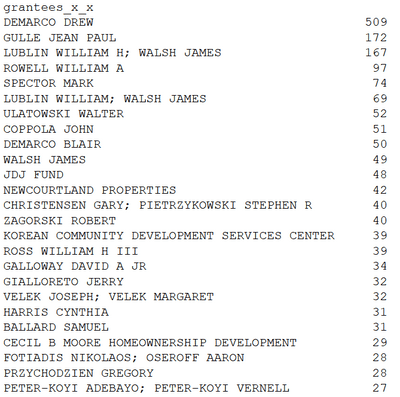 grantees_x_x
DEMARCO DREW 509
GULLE JEAN PAUL 172
LUBLIN WILLIAM H; WALSH JAMES 167
ROWELL WILLIAM A 97
SPECTOR MARK 74
LUBLIN WILLIAM; WALSH JAMES 69
ULATOWSKI WALTER 52
COPPOLA JOHN 51
DEMARCO BLAIR 50
WALSH JAMES 49
JDJ FUND 48
NEWCOURTLAND PROPERTIES 42
CHRISTENSEN GARY; PIETRZYKOWSKI STEPHEN R 40
ZAGORSKI ROBERT 40
KOREAN COMMUNITY DEVELOPMENT SERVICES CENTER 39
ROSS WILLIAM H III 39
GALLOWAY DAVID A JR 34
GIALLORETO JERRY 32
VELEK JOSEPH; VELEK MARGARET 32
HARRIS CYNTHIA 31
BALLARD SAMUEL 31
CECIL B MOORE HOMEOWNERSHIP DEVELOPMENT 29
FOTIADIS NIKOLAOS; OSEROFF AARON 28
PRZYCHODZIEN GREGORY 28
PETER-KOYI ADEBAYO; PETER-KOYI VERNELL 27